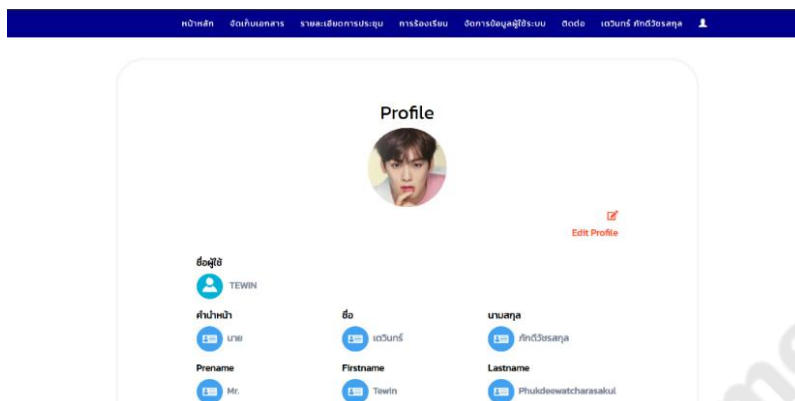 หน้าหลัก จัดเก็บเอกสาร รายละเอียดการประชุม การร้องเรียน จัดการข้อมูลผู้ใช้ระบบ ติดต่อ เตวินทร์ ภักดีวัชรสกุล
Profile
Edit Profile
ชื่อผู้ใช้
TEWIN
คำนำหน้า ชื่อ นามสกุล
นาย เตวินทร์ ภักดีวัชรสกุล
Prename Firstname Lastname
Mr. Tewin Phukdeewatcharasakul